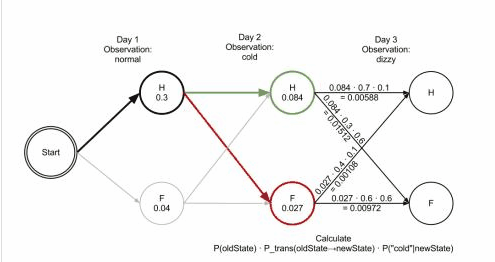 Day 1
Observation:
normal
Day 2
Observation:
cold
Day 3
Observation:
dizzy
Start
H
0.3
F
0.04
H
0.084
F
0.027
0.084 · 0.7 · 0.1
= 0.00588
0.084 · 0.3 · 0.6
= 0.01512
0.027 · 0.4 · 0.1
= 0.00108
0.027 · 0.6 · 0.6
= 0.00972
H
F
Calculate
P(oldState) · P_trans(oldState→newState) · P("cold"|newState)